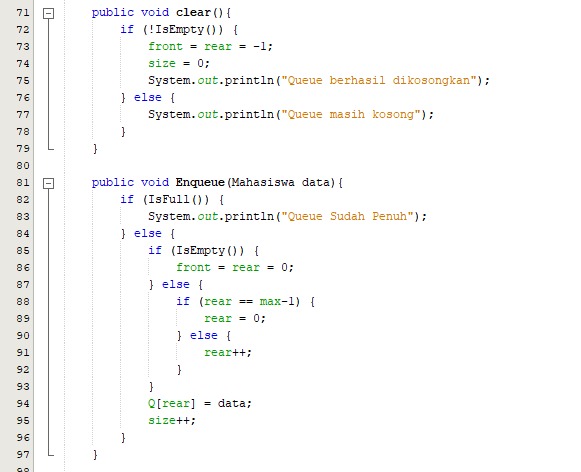 71 public void clear(){
72 if (!IsEmpty()) {
73 front = rear = -1;
74 size = 0;
75 System.out.println("Queue berhasil dikosongkan");
76 } else {
77 System.out.println("Queue masih kosong");
78 }
79 }
80
81 public void Enqueue(Mahasiswa data){
82 if (IsFull()) {
83 System.out.println("Queue Sudah Penuh");
84 } else {
85 if (IsEmpty()) {
86 front = rear = 0;
87 } else {
88 if (rear == max-1) {
89 rear = 0;
90 } else {
91 rear++;
92 }
93 }
94 Q[rear] = data;
95 size++;
96 }
97 }